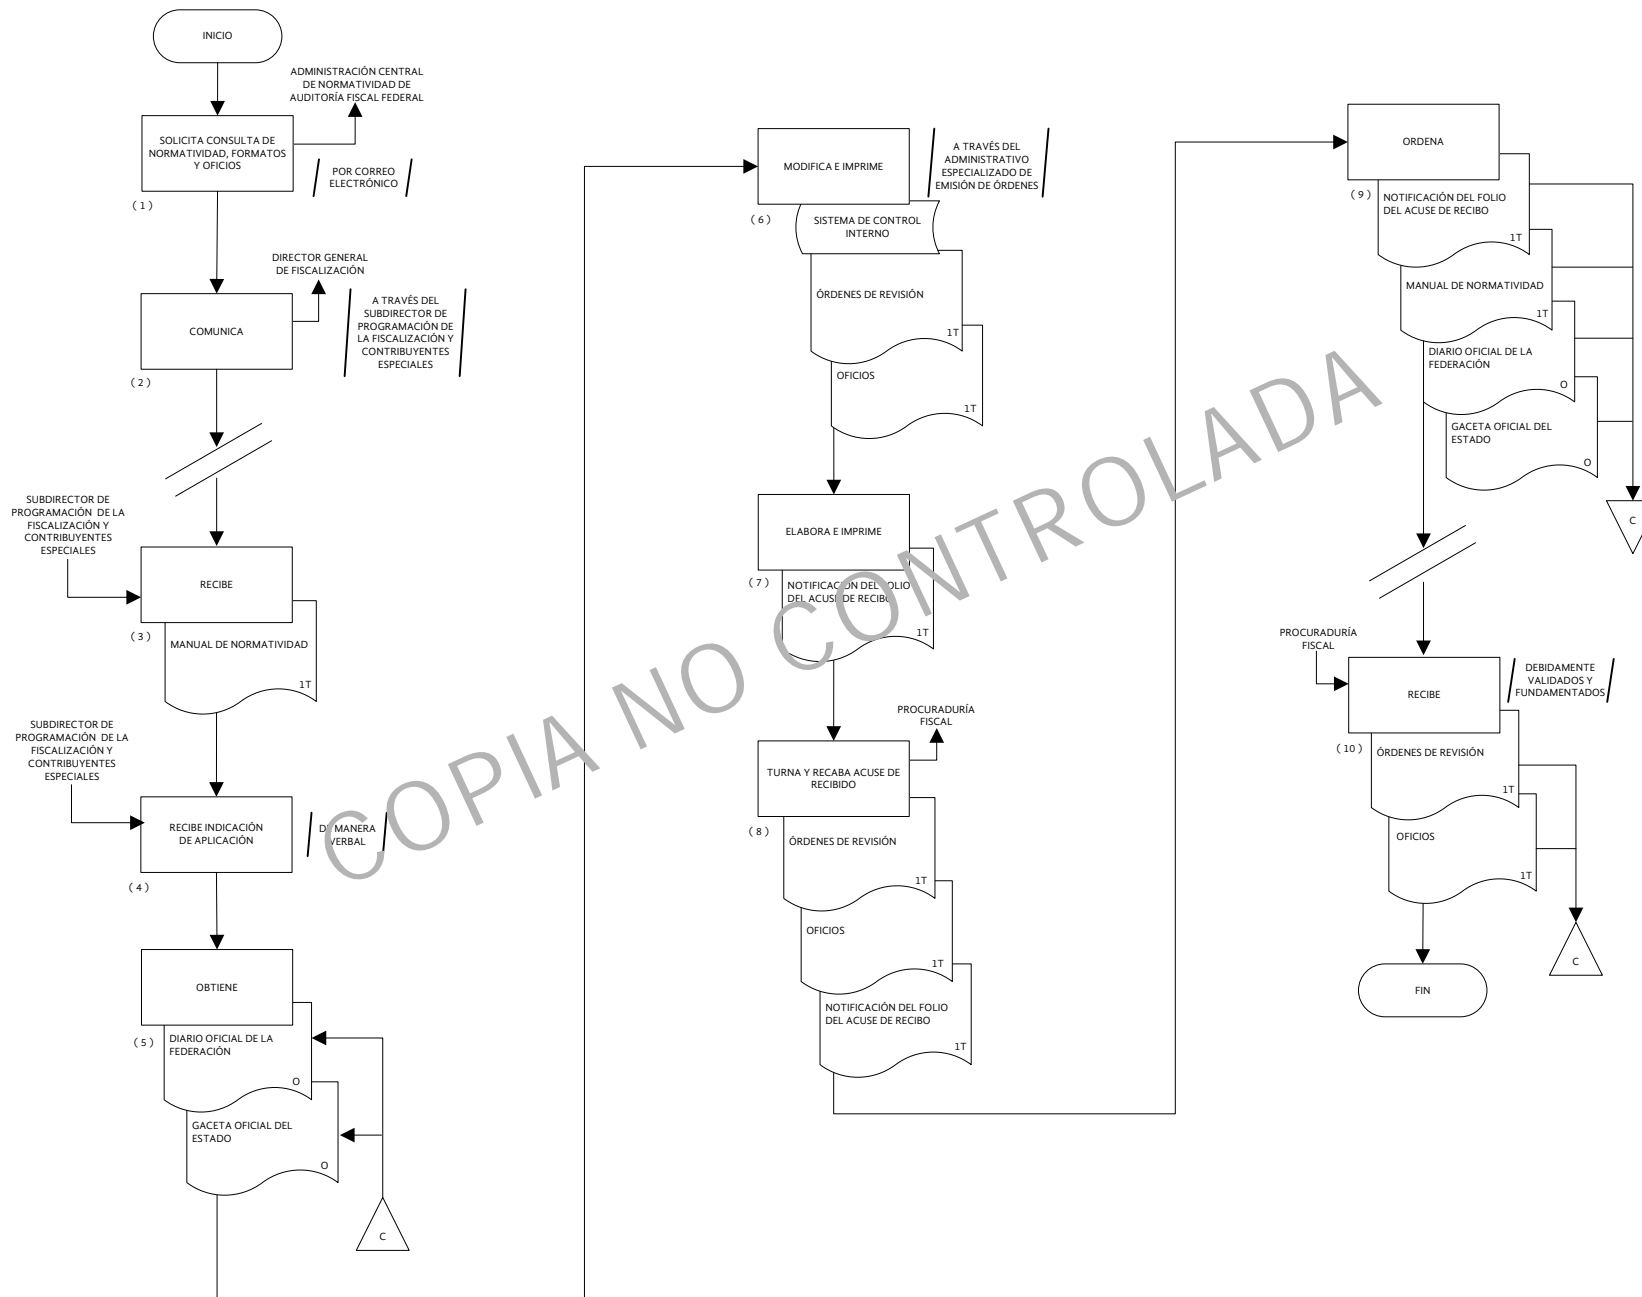 INICIO
ADMINISTRACIÓN CENTRAL
DE NORMATIVIDAD DE
AUDITORÍA FISCAL FEDERAL
SOLICITA CONSULTA DE
NORMATIVIDAD, FORMATOS
Y OFICIOS
POR CORREO
ELECTRÓNICO
( 1 )
DIRECTOR GENERAL
DE FISCALIZACIÓN
COMUNICA
A TRAVÉS DEL
SUBDIRECTOR DE
PROGRAMACIÓN DE
LA FISCALIZACIÓN Y
CONTRIBUYENTES
ESPECIALES
( 2 )
SUBDIRECTOR DE
PROGRAMACIÓN DE LA
FISCALIZACIÓN Y
CONTRIBUYENTES
ESPECIALES
RECIBE
( 3 )
MANUAL DE NORMATIVIDAD
1T
SUBDIRECTOR DE
PROGRAMACIÓN DE LA
FISCALIZACIÓN Y
CONTRIBUYENTES
ESPECIALES
RECIBE INDICACIÓN
DE APLICACIÓN
DE MANERA
VERBAL
( 4 )
OBTIENE
( 5 )
DIARIO OFICIAL DE LA
FEDERACIÓN
O
GACETA OFICIAL DEL
ESTADO
O
C
MODIFICA E IMPRIME
A TRAVÉS DEL
ADMINISTRATIVO
ESPECIALIZADO DE
EMISIÓN DE ÓRDENES
( 6 )
SISTEMA DE CONTROL
INTERNO
ÓRDENES DE REVISIÓN
1T
OFICIOS
1T
ELABORA E IMPRIME
( 7 )
NOTIFICACIÓN DEL FOLIO
DEL ACUSE DE RECIBO
1T
PROCURADURÍA
FISCAL
TURNA Y RECABA ACUSE DE
RECIBIDO
( 8 )
ÓRDENES DE REVISIÓN
1T
OFICIOS
1T
NOTIFICACIÓN DEL FOLIO
DEL ACUSE DE RECIBO
1T
ORDENA
( 9 )
NOTIFICACIÓN DEL FOLIO
DEL ACUSE DE RECIBO
1T
MANUAL DE NORMATIVIDAD
1T
DIARIO OFICIAL DE LA
FEDERACIÓN
O
GACETA OFICIAL DEL
ESTADO
O
C
PROCURADURÍA
FISCAL
RECIBE
DEBIDAMENTE
VALIDADOS Y
FUNDAMENTADOS
( 10 )
ÓRDENES DE REVISIÓN
1T
OFICIOS
1T
C
FIN
COPIA NO CONTROLADA